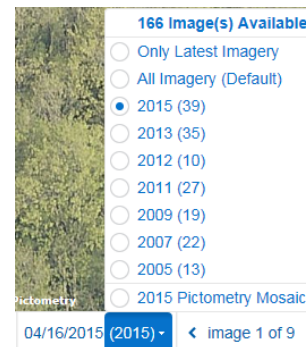 166 Image(s) Available
Only Latest Imagery
All Imagery (Default)
2015 (39)
2013 (35)
2012 (10)
2011 (27)
2009 (19)
2007 (22)
2005 (13)
Pictometry
2015 Pictometry Mosaic
04/16/2015 (2015) < image 1 of 9